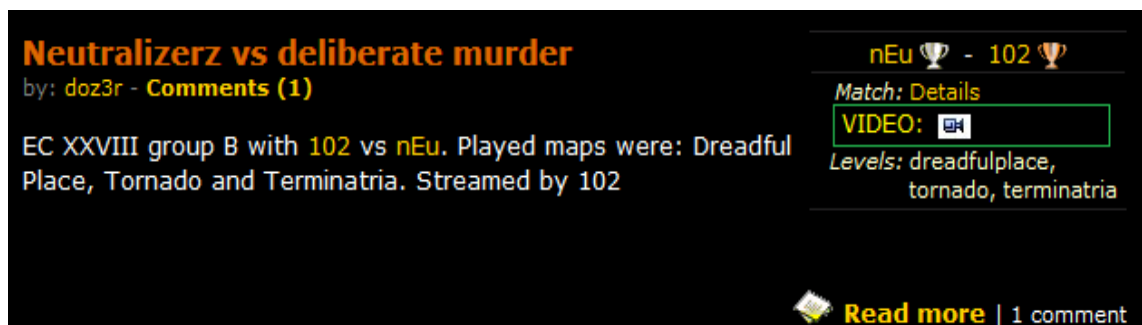 Neutralizerz vs deliberate murder
by: doz3r - Comments (1)
EC XXVIII group B with 102 vs nEu. Played maps were: Dreadful
Place, Tornado and Terminatria. Streamed by 102
nEu - 102
Match: Details
VIDEO:
Levels: dreadfulplace,
tornado, terminatria
Read more | 1 comment